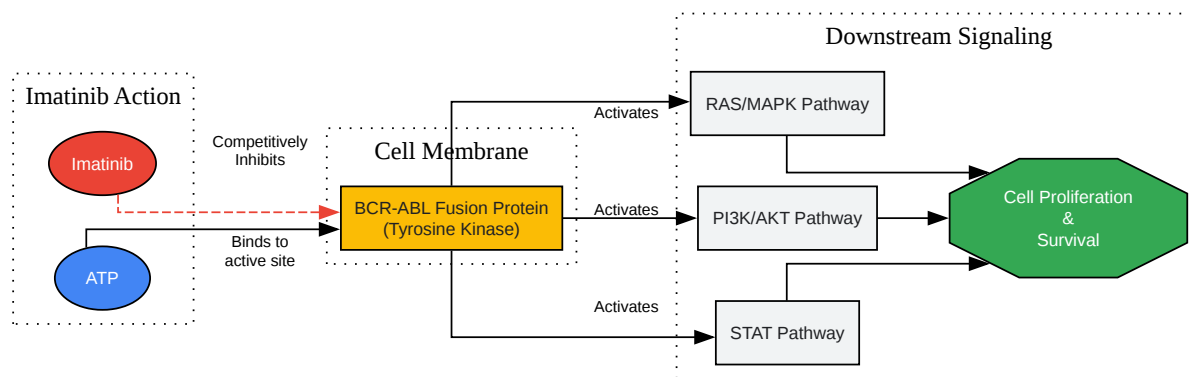 Imatinib Action
Imatinib
ATP
Competitively
Inhibits
Binds to
active site
Cell Membrane
BCR-ABL Fusion Protein
(Tyrosine Kinase)
Activates
Activates
Activates
Downstream Signaling
RAS/MAPK Pathway
PI3K/AKT Pathway
STAT Pathway
Cell Proliferation
&
Survival